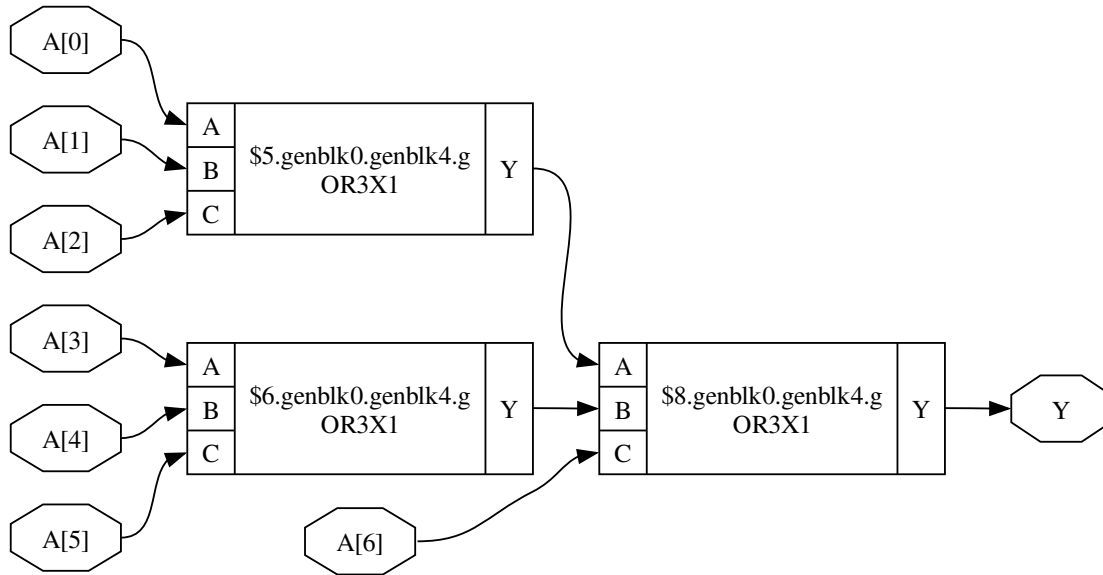 A[0]
A[1]
A[2]
A
B
C
$5.genblk0.genblk4.g
OR3X1
Y
A[3]
A[4]
A[5]
A
B
C
$6.genblk0.genblk4.g
OR3X1
Y
A[6]
A
B
C
$8.genblk0.genblk4.g
OR3X1
Y
Y